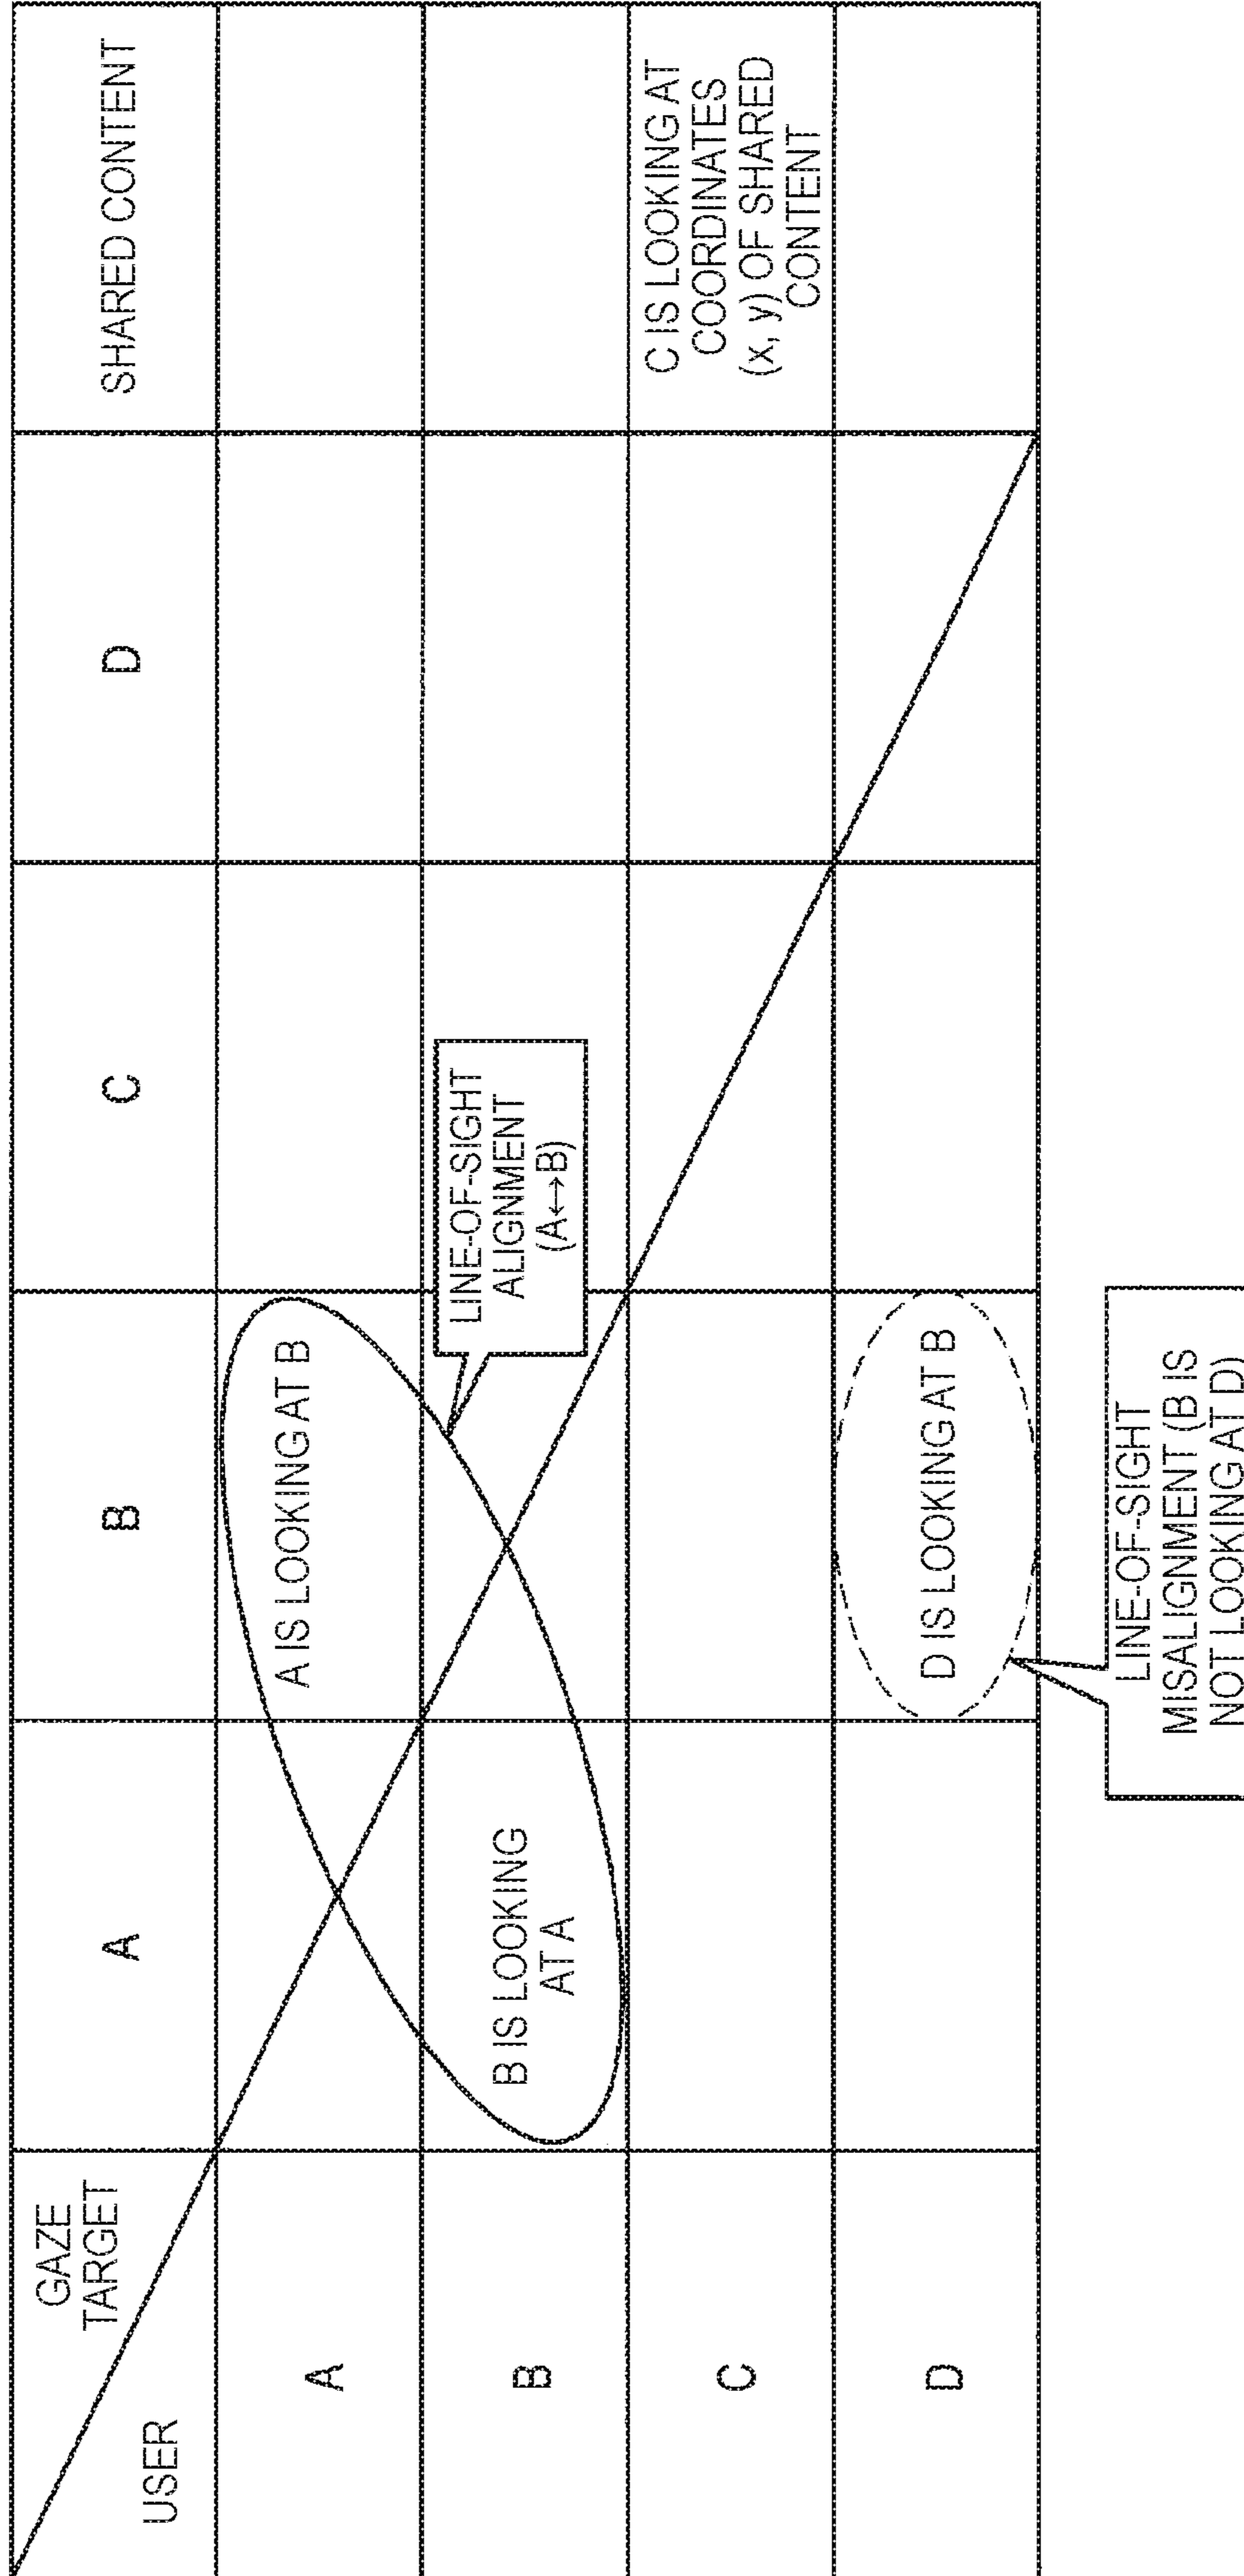 GAZE
TARGET
USER
A
B
C
D
SHARED CONTENT
A
A IS LOOKING AT B
B
B IS LOOKING
AT A
LINE-OF-SIGHT
ALIGNMENT
(A↔B)
C
C IS LOOKING AT
COORDINATES
(x, y) OF SHARED
CONTENT
D
D IS LOOKING AT B
LINE-OF-SIGHT
MISALIGNMENT (B IS
NOT LOOKING AT D)